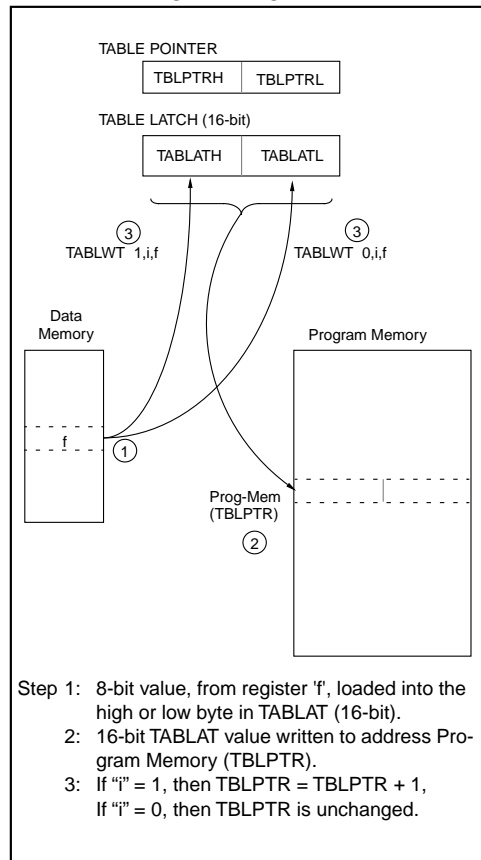 TABLE POINTER
TBLPTRH TBLPTRL
TABLE LATCH (16-bit)
TABLATH TABLATL
3 3
TABLWT 1,i,f TABLWT 0,i,f
Data
Memory
Program Memory
f
1
Prog-Mem
(TBLPTR)
2
Step 1: 8-bit value, from register 'f', loaded into the
high or low byte in TABLAT (16-bit).
2: 16-bit TABLAT value written to address Pro-
gram Memory (TBLPTR).
3: If “i” = 1, then TBLPTR = TBLPTR + 1,
If “i” = 0, then TBLPTR is unchanged.